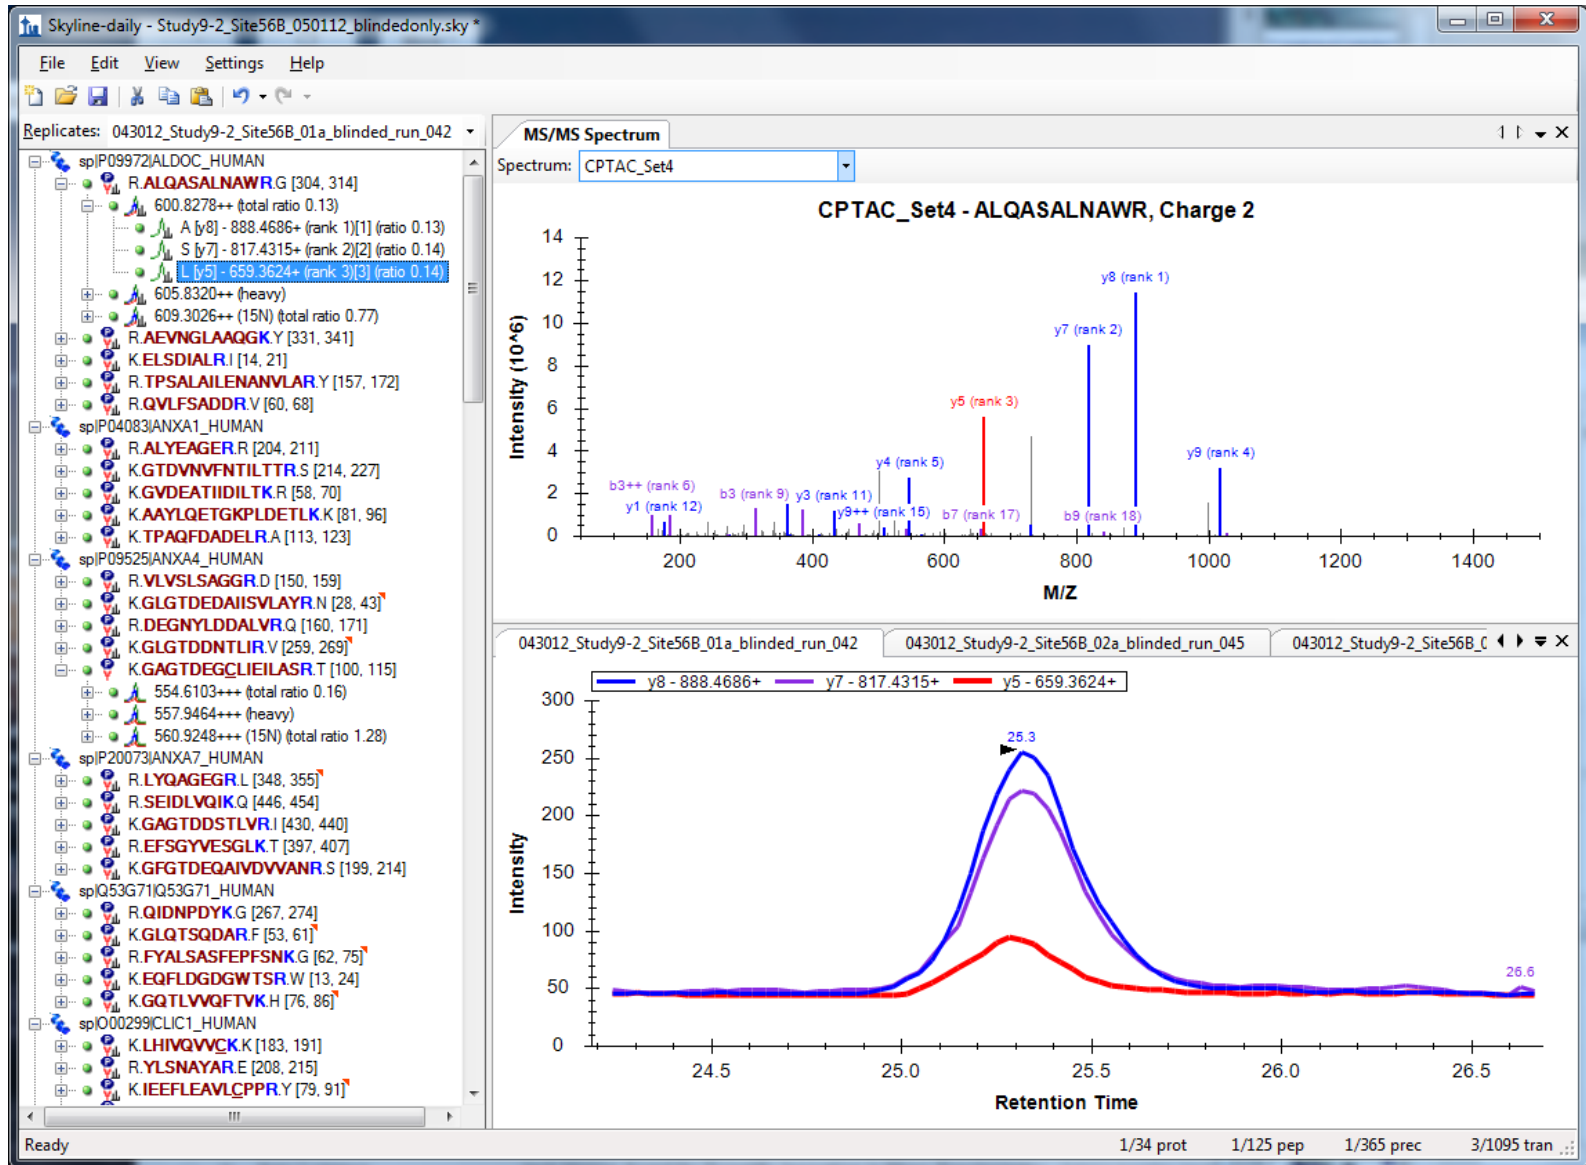 Skyline-daily - Study9-2_Site56B_050112_blindedonly.sky *
File Edit View Settings Help
Replicates: 043012_Study9-2_Site56B_01a_blinded_run_042
sp|P09972|ALDOC_HUMAN
R.ALQASALNAWR.G [304, 314]
600.8278++ (total ratio 0.13)
A [y8] - 888.4686+ (rank 1)[1] (ratio 0.13)
S [y7] - 817.4315+ (rank 2)[2] (ratio 0.14)
L [y5] - 659.3624+ (rank 3)[3] (ratio 0.14)
605.8320++ (heavy)
609.3026++ (15N) (total ratio 0.77)
R.AEVNGLAAQGK.Y [331, 341]
K.ELSDIALR.I [14, 21]
R.TPSALAILENANVLAR.Y [157, 172]
R.QVLFSADDR.V [60, 68]
sp|P04083|ANXA1_HUMAN
R.ALYEAGER.R [204, 211]
K.GTDVNVFNTILTTR.S [214, 227]
K.GVDEATIIDILTK.R [58, 70]
K.AAYLQETGKPLDETLK.K [81, 96]
K.TPAQFDADELR.A [113, 123]
sp|P09525|ANXA4_HUMAN
R.VLVSLSAGGR.D [150, 159]
K.GLGTDEDAIISVLAYR.N [28, 43]
R.DEGNYLDDALVR.Q [160, 171]
K.GLGTDDNTLIR.V [259, 269]
K.GAGTDEGCLIEILASR.T [100, 115]
554.6103+++ (total ratio 0.16)
557.9464+++ (heavy)
560.9248+++ (15N) (total ratio 1.28)
sp|P20073|ANXA7_HUMAN
R.LYQAGEGR.L [348, 355]
R.SEIDLVQIK.Q [446, 454]
K.GAGTDDSTLVR.I [430, 440]
R.EFSGYVESGLK.T [397, 407]
K.GFGTDEQAIVDVVANR.S [199, 214]
sp|Q53G71|Q53G71_HUMAN
R.QIDNPDYK.G [267, 274]
K.GLQTSQDAR.F [53, 61]
R.FYALSASFEPFSNK.G [62, 75]
K.EQFLDGDGWTSR.W [13, 24]
K.GQTLVVQFTVK.H [76, 86]
sp|O00299|CLIC1_HUMAN
K.LHIVQVVCK.K [183, 191]
R.YLSNAYAR.E [208, 215]
K.IEEFLEAVLCPPR.Y [79, 91]
MS/MS Spectrum
Spectrum: CPTAC_Set4
CPTAC_Set4 - ALQASALNAWR, Charge 2
14
12
10
8
6
4
2
0
Intensity (10^6)
y8 (rank 1)
y7 (rank 2)
y5 (rank 3)
y9 (rank 4)
y4 (rank 5)
b3++ (rank 6)
b3 (rank 9)
y3 (rank 11)
y1 (rank 12)
y9++ (rank 15)
b7 (rank 17)
b9 (rank 18)
200 400 600 800 1000 1200 1400
M/Z
043012_Study9-2_Site56B_01a_blinded_run_042
043012_Study9-2_Site56B_02a_blinded_run_045
043012_Study9-2_Site56B_0
y8 - 888.4686+ y7 - 817.4315+ y5 - 659.3624+
300
250
200
150
100
50
0
Intensity
25.3
26.6
24.5 25.0 25.5 26.0 26.5
Retention Time
Ready
1/34 prot 1/125 pep 1/365 prec 3/1095 tran